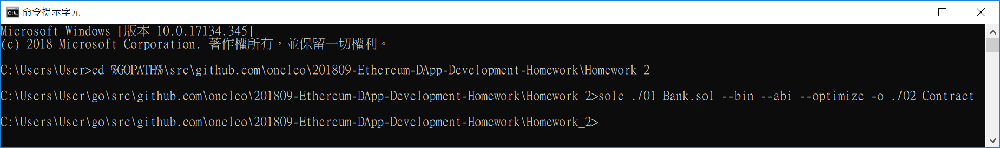 命令提示字元
Microsoft Windows [版本 10.0.17134.345]
(c) 2018 Microsoft Corporation. 著作權所有，並保留一切權利。
C:\Users\User>cd %GOPATH%\src\github.com\oneleo\201809-Ethereum-DApp-Development-Homework\Homework_2
C:\Users\User\go\src\github.com\oneleo\201809-Ethereum-DApp-Development-Homework\Homework_2>solc ./01_Bank.sol --bin --abi --optimize -o ./02_Contract
C:\Users\User\go\src\github.com\oneleo\201809-Ethereum-DApp-Development-Homework\Homework_2>